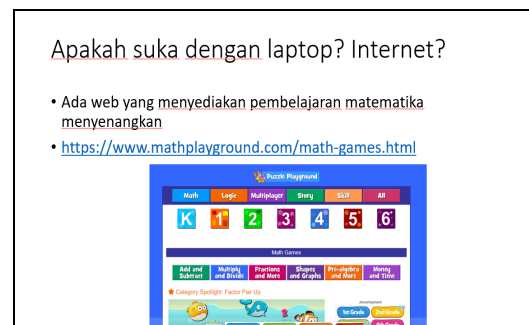 Apakah suka dengan laptop? Internet?
• Ada web yang menyediakan pembelajaran matematika
menyenangkan
• https://www.mathplayground.com/math-games.html
Puzzle Playground
Math Logic Multiplayer Story Skill All
K 1 2 3 4 5 6
Math Games
Add and Subtract Multiply and Divide Fractions and More Shapes and Graphs Pre-algebra and More Money and Time
Category Spotlight: Factor Pair Up
Advertisement
1st Grade 2nd Grade